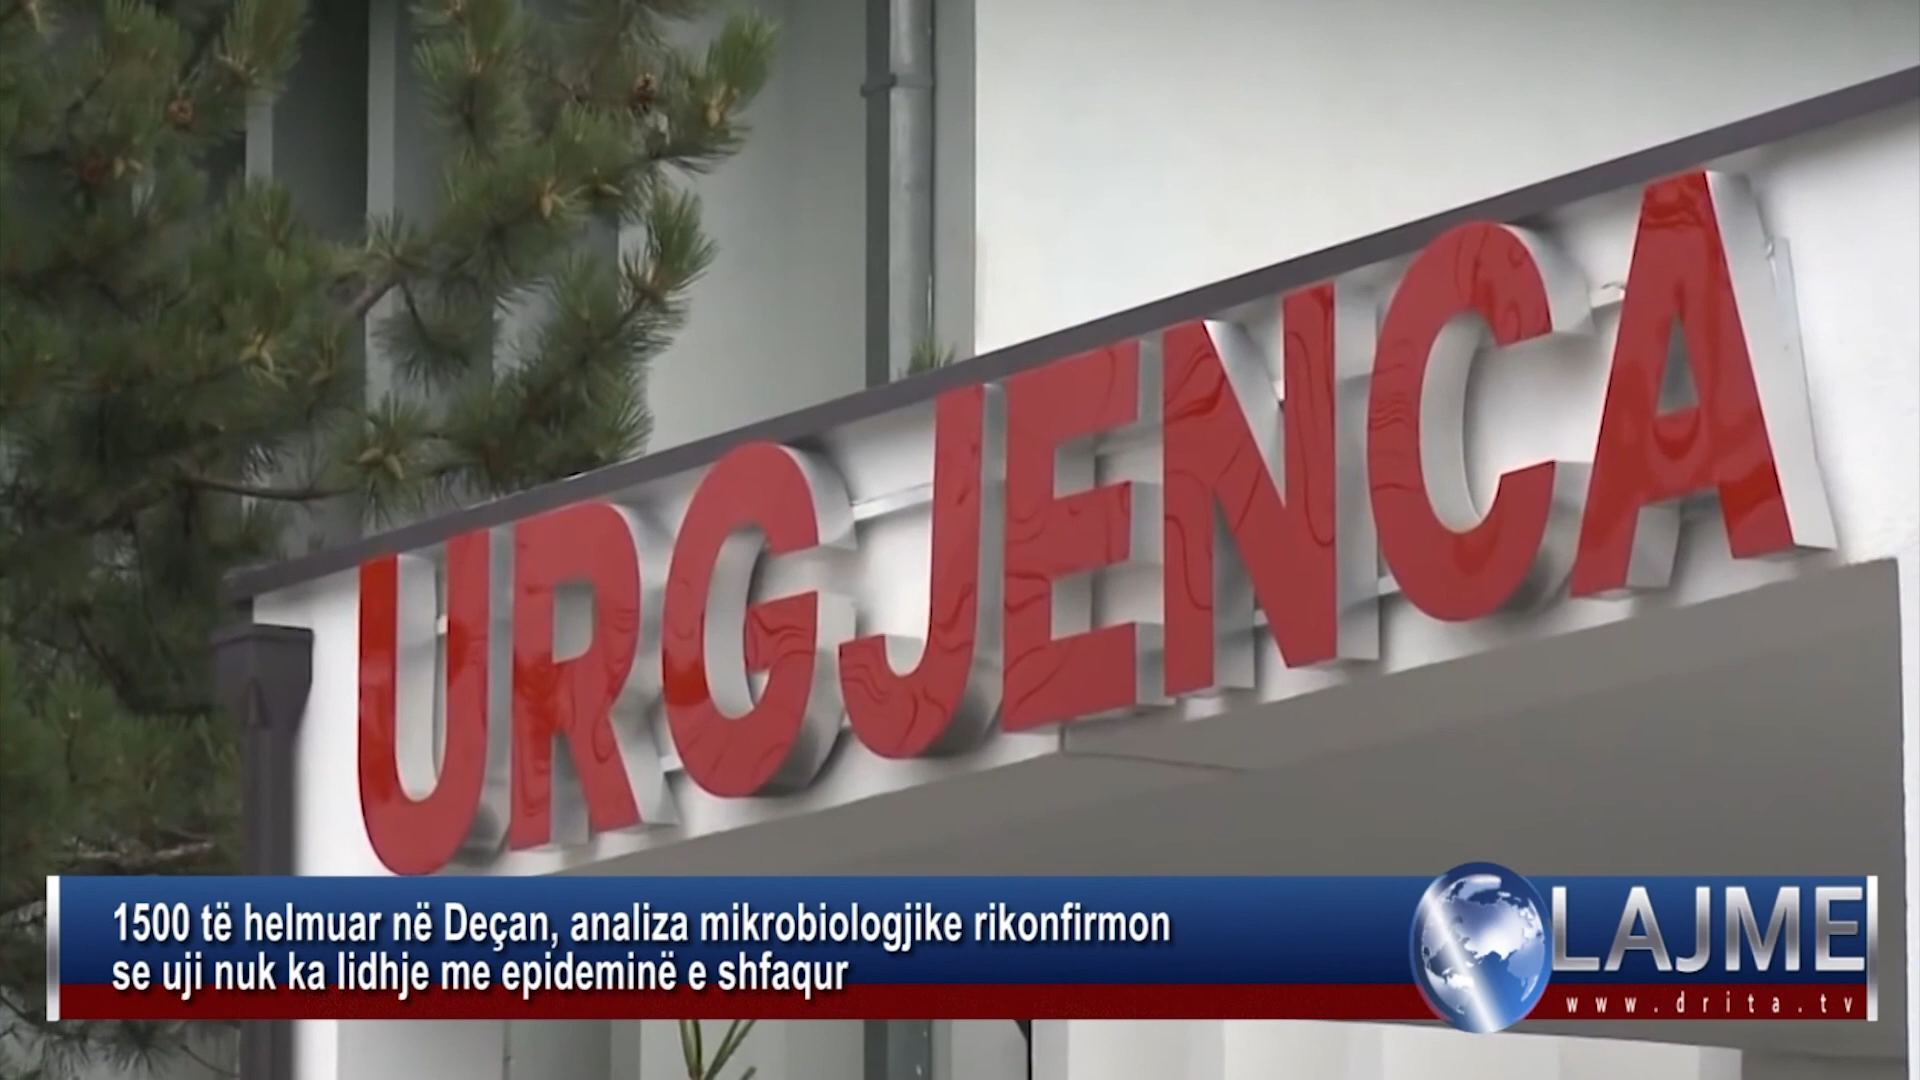 URGJENCA
1500 të helmuar në Deçan, analiza mikrobiologjike rikonfirmon
se uji nuk ka lidhje me epideminë e shfaqur
LAJME
www.drita.tv